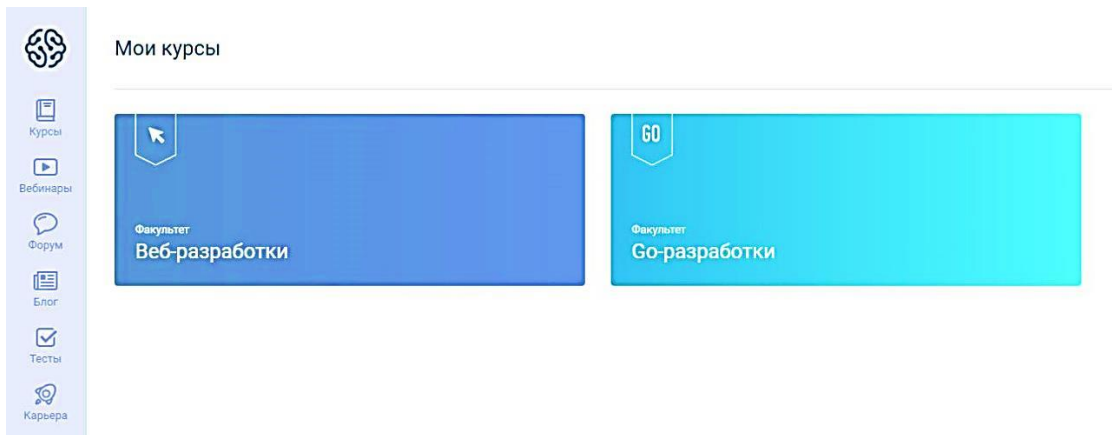 Мои курсы
Курсы
Вебинары
Форум
Блог
Тесты
Карьера
Факультет
Веб-разработки
GO
Факультет
Go-разработки